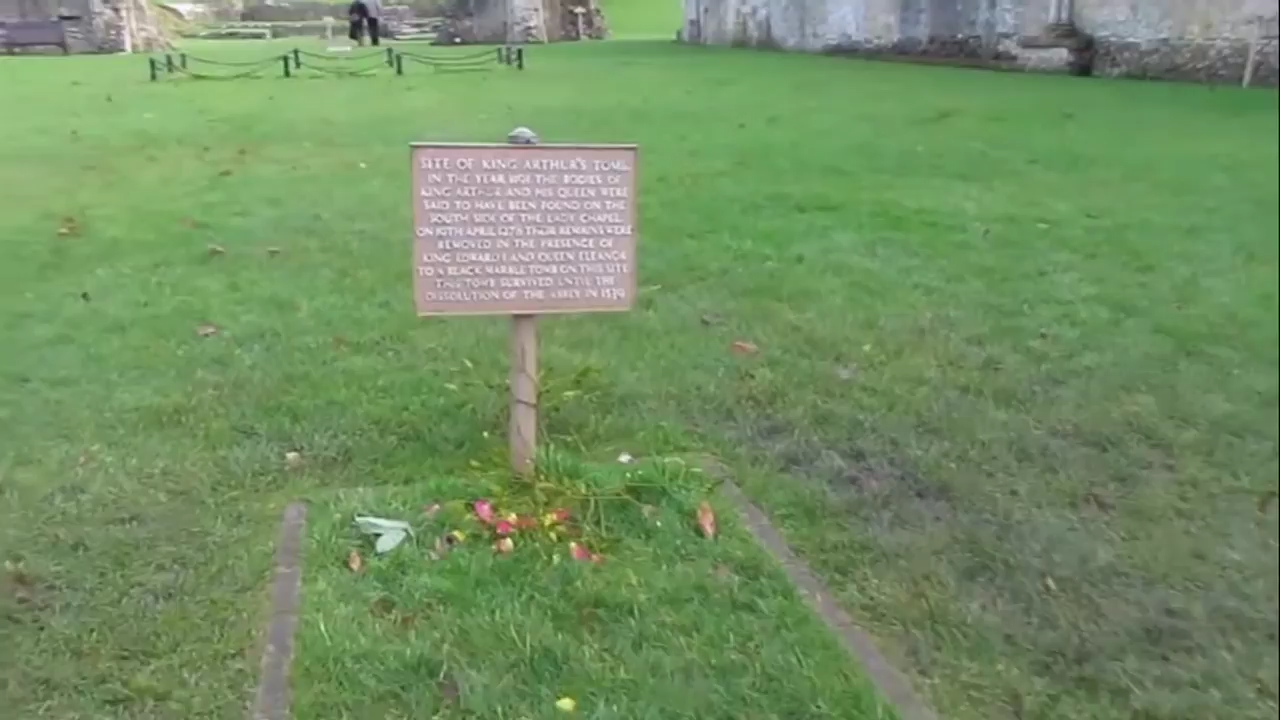 SITE OF KING ARTHUR'S TOMB.
IN THE YEAR 1191 THE BODIES OF
KING ARTHUR AND HIS QUEEN WERE
SAID TO HAVE BEEN FOUND ON THE
SOUTH SIDE OF THE LADY CHAPEL.
ON 19TH APRIL 1278 THEIR REMAINS WERE
REMOVED IN THE PRESENCE OF
KING EDWARD I AND QUEEN ELEANOR
TO A BLACK MARBLE TOMB ON THIS SITE.
THIS TOMB SURVIVED UNTIL THE
DISSOLUTION OF THE ABBEY IN 1539